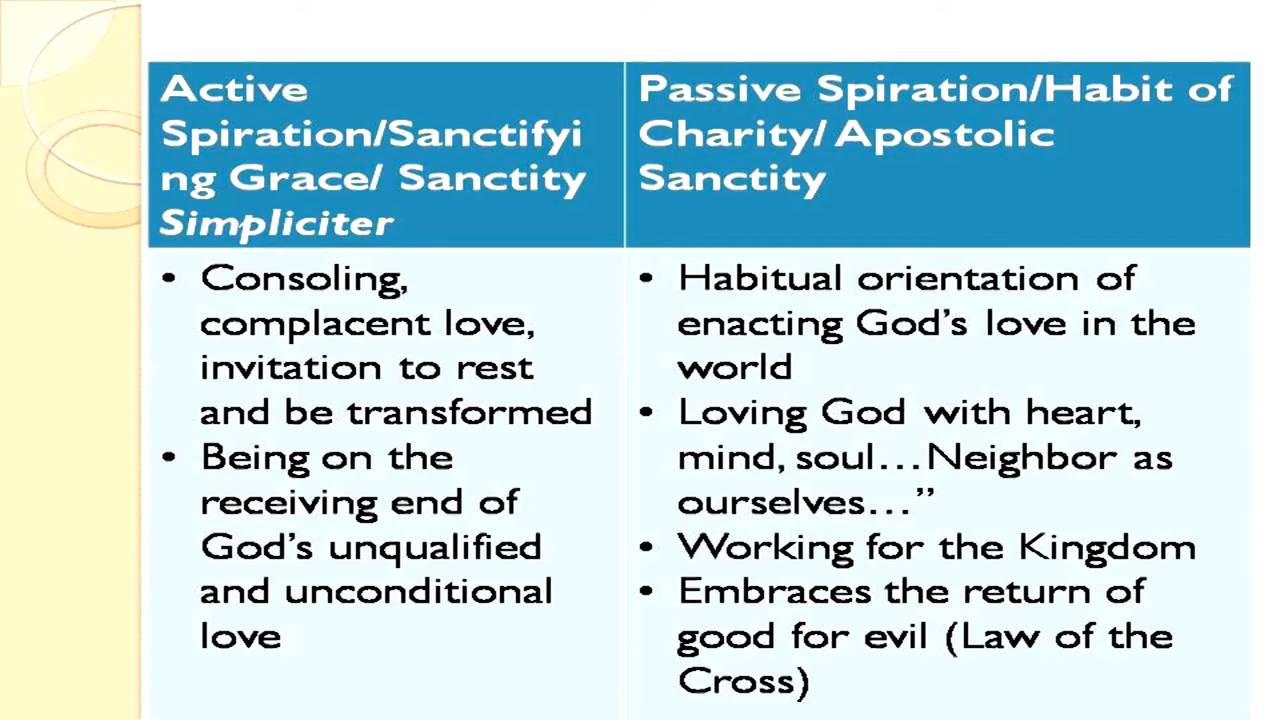 Active
Spiration/Sanctifyi
ng Grace/ Sanctity
Simpliciter
Passive Spiration/Habit of
Charity/ Apostolic
Sanctity
• Consoling,
complacent love,
invitation to rest
and be transformed
• Being on the
receiving end of
God’s unqualified
and unconditional
love
• Habitual orientation of
enacting God’s love in the
world
• Loving God with heart,
mind, soul…Neighbor as
ourselves…”
• Working for the Kingdom
• Embraces the return of
good for evil (Law of the
Cross)